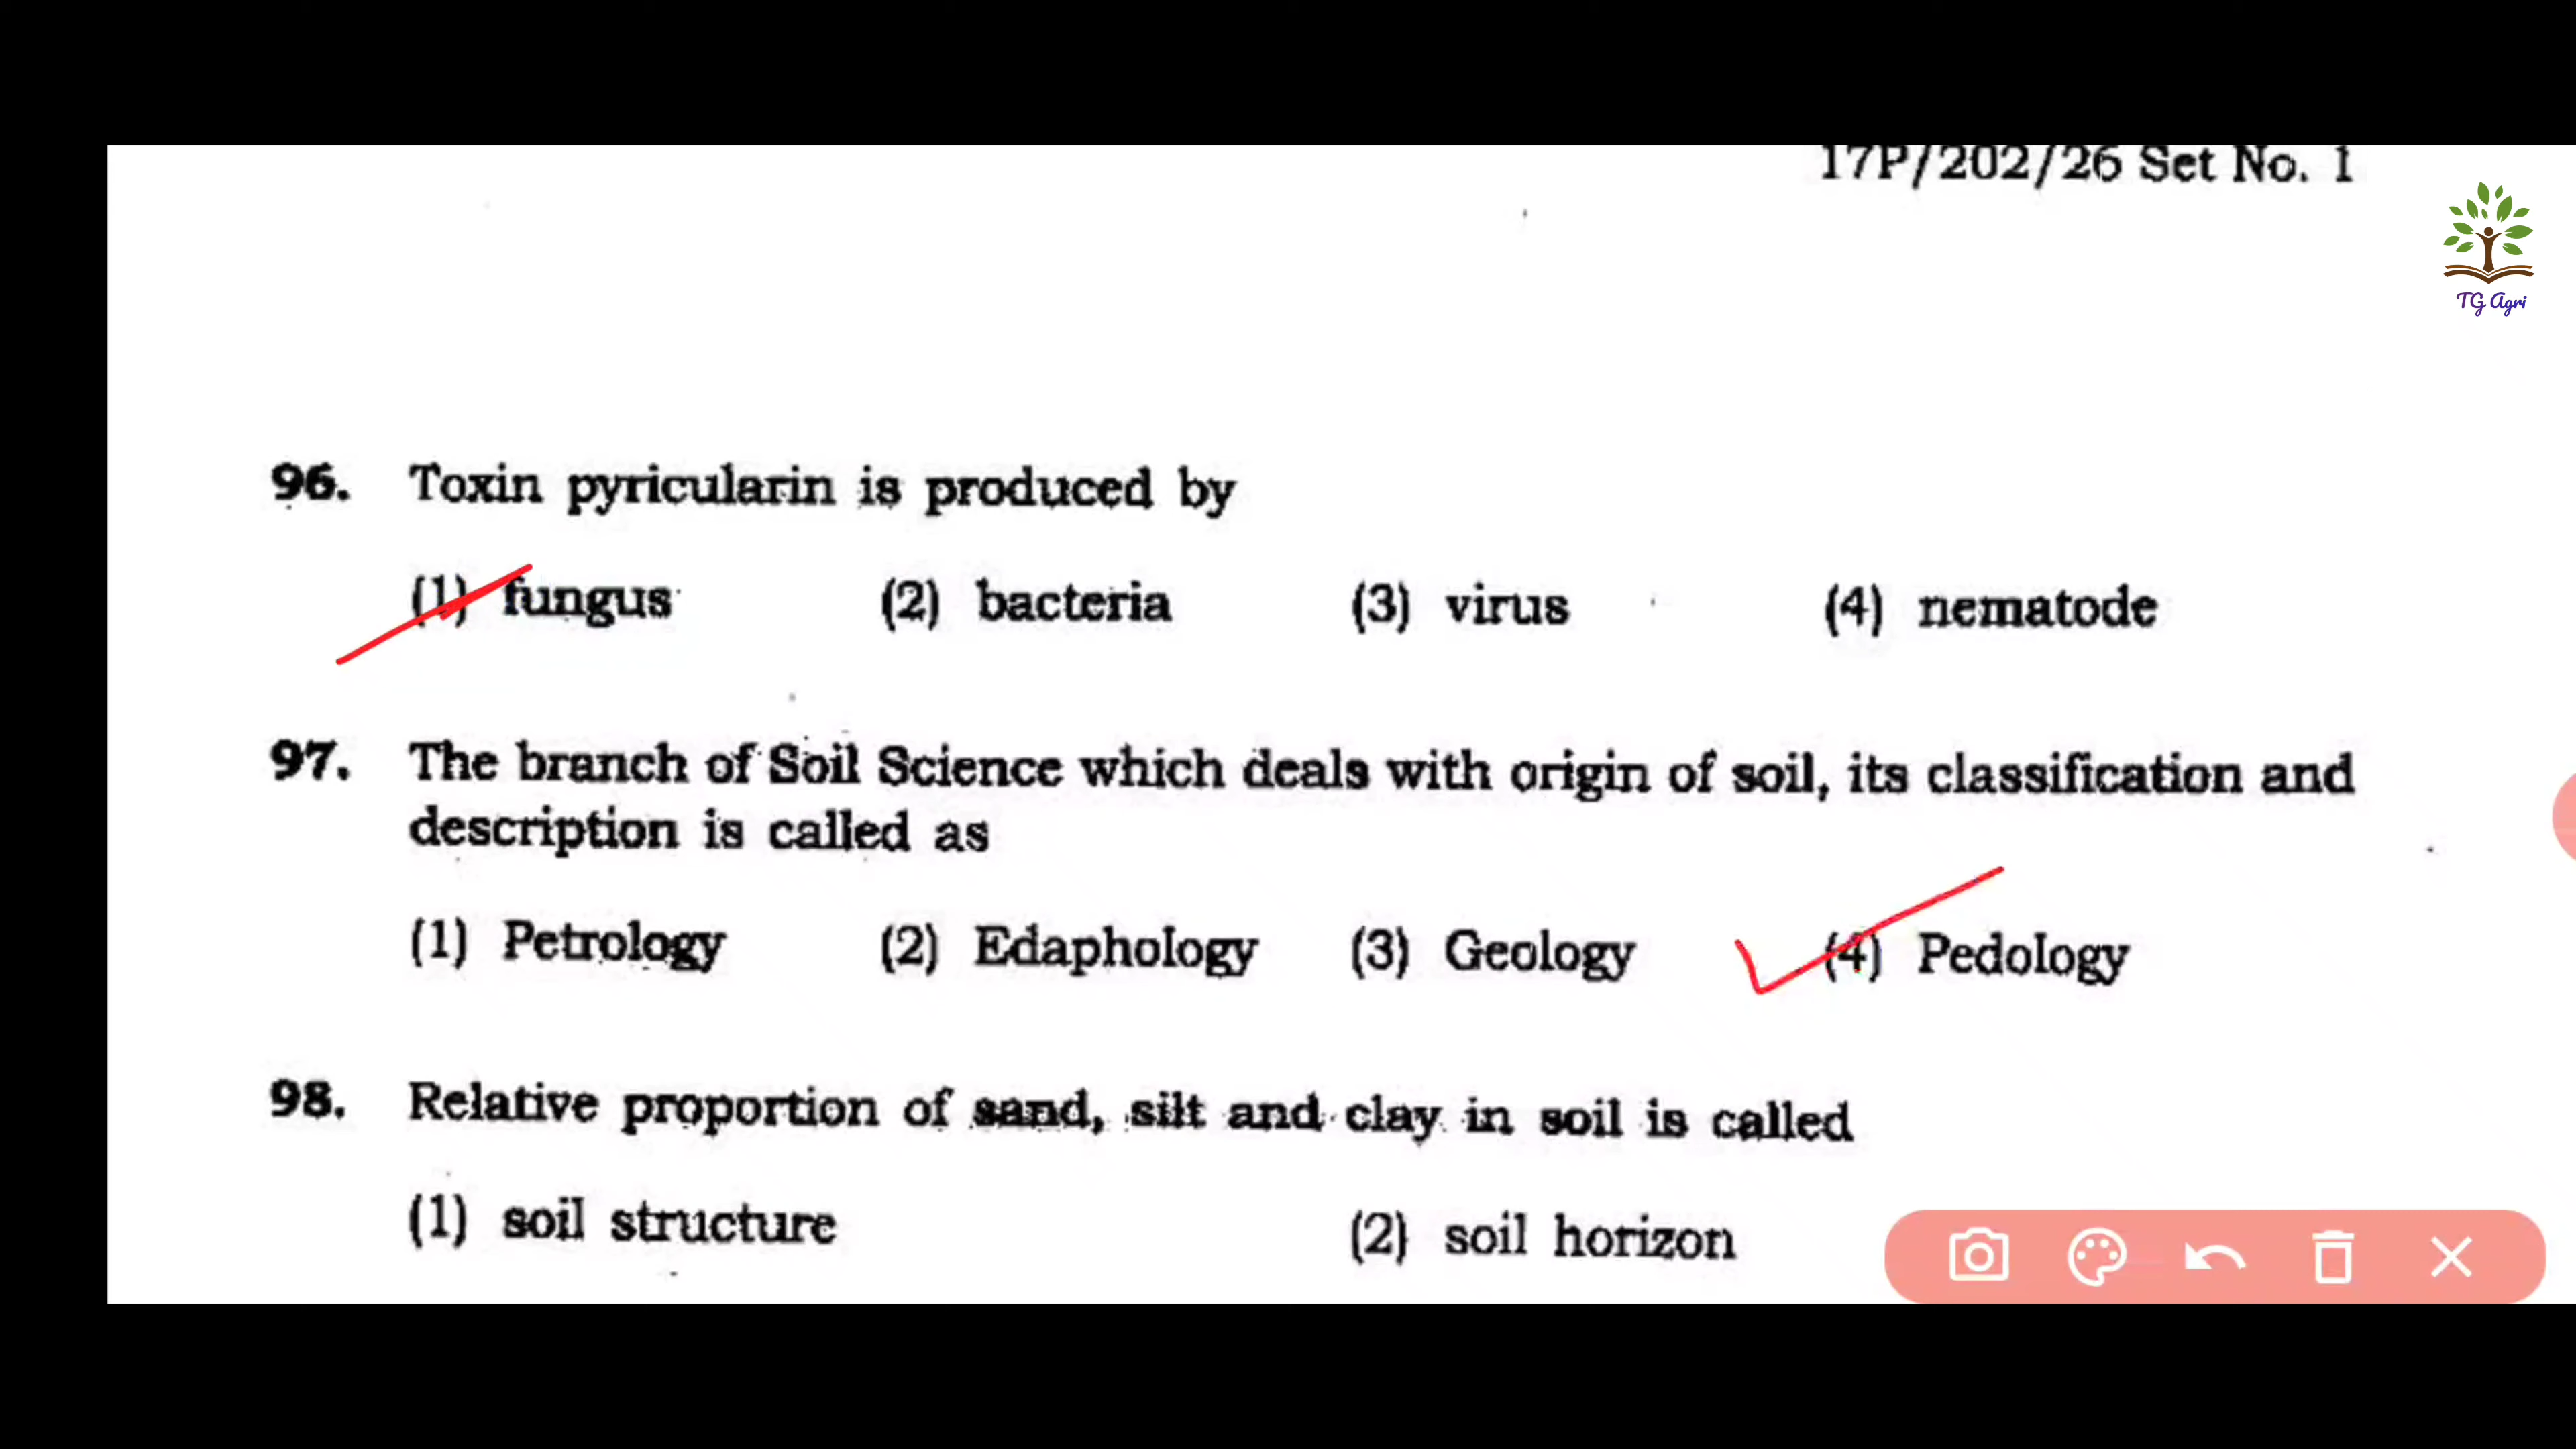 17P/202/26 Set No. 1
TG Agri
96. Toxin pyricularin is produced by
(1) fungus (2) bacteria (3) virus (4) nematode
97. The branch of Soil Science which deals with origin of soil, its classification and
description is called as
(1) Petrology (2) Edaphology (3) Geology (4) Pedology
98. Relative proportion of sand, silt and clay in soil is called
(1) soil structure (2) soil horizon